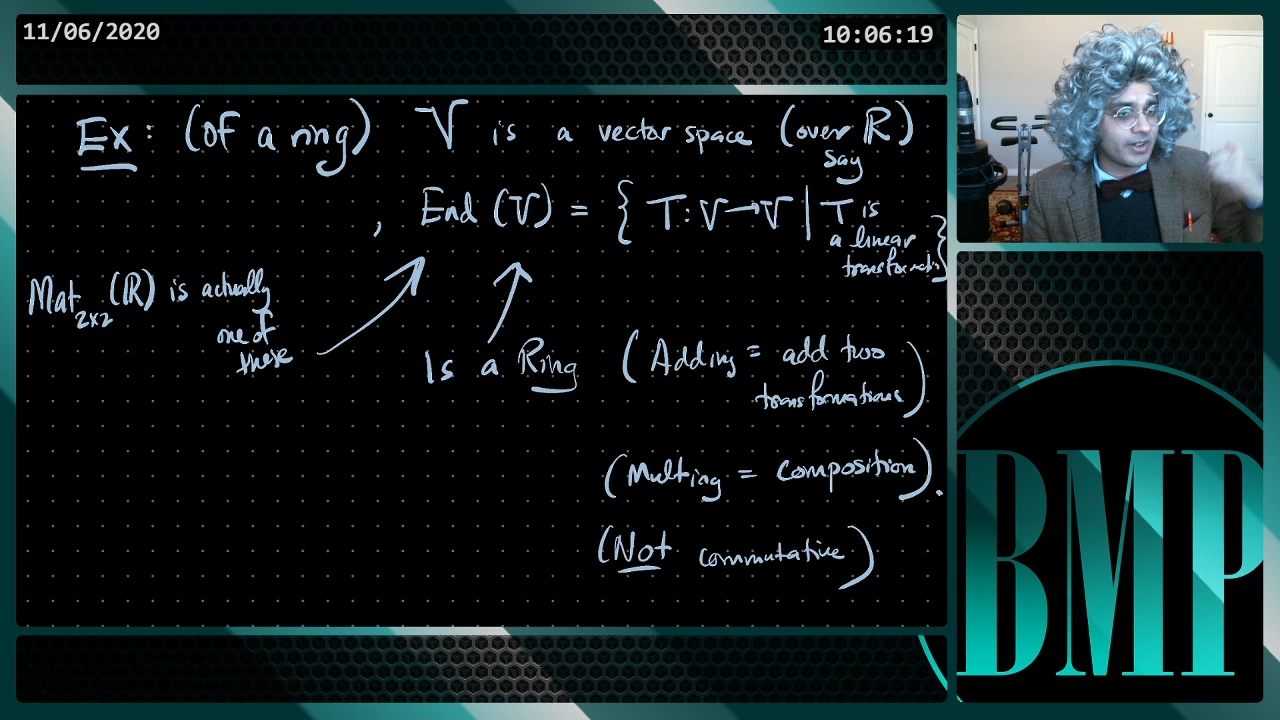 11/06/2020
10:06:19
Ex: (of a ring) V is a vector space (over ℝ)
say
, End (V) = { T: V → V | T is
a linear
transformation }
Mat2x2 (ℝ) is actually
one of
these
Is a Ring (Adding = add two
transformations)
(Multing = composition).
(Not commutative)
BMP